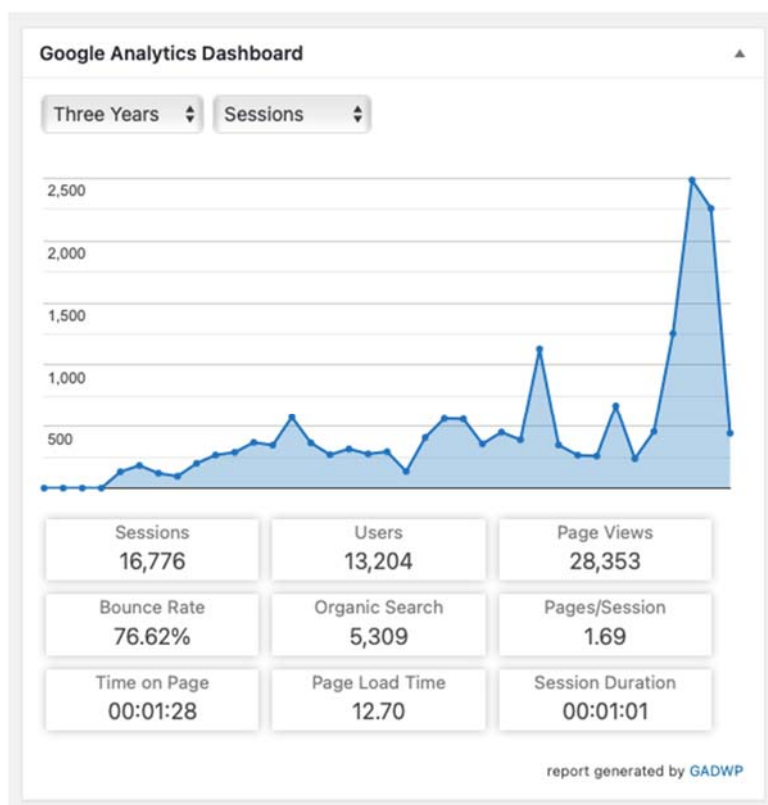 Google Analytics Dashboard
Three Years Sessions
2,500
2,000
1,500
1,000
500
Sessions Users Page Views
16,776 13,204 28,353
Bounce Rate Organic Search Pages/Session
76.62% 5,309 1.69
Time on Page Page Load Time Session Duration
00:01:28 12.70 00:01:01
report generated by GADWP